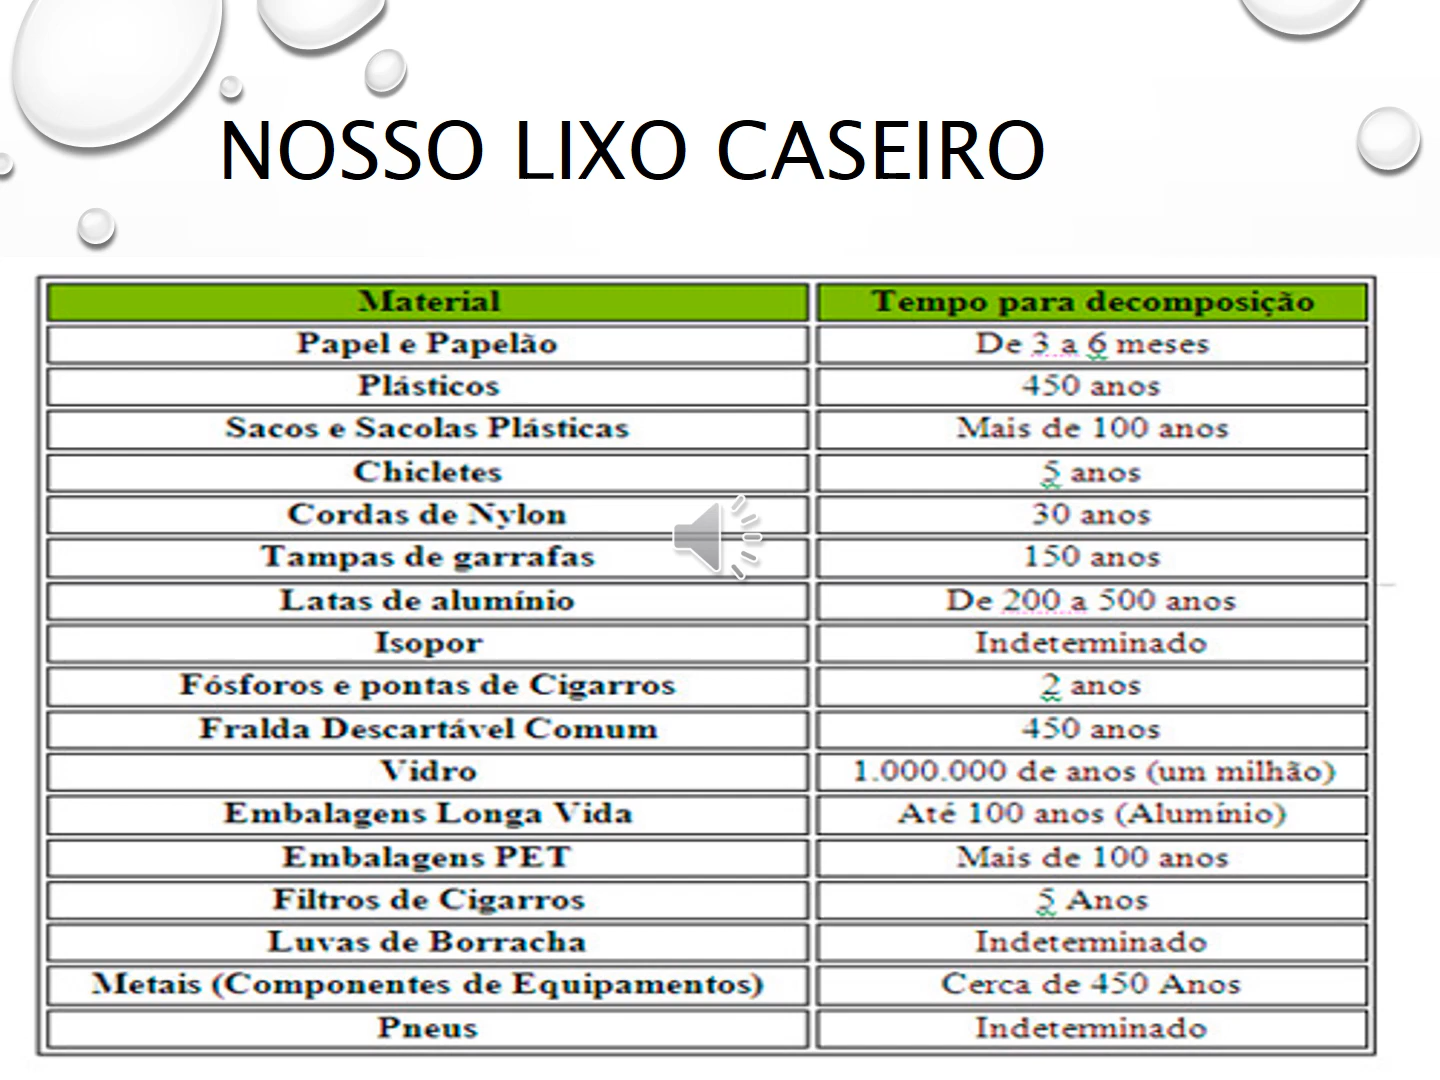 NOSSO LIXO CASEIRO
Material Tempo para decomposição
Papel e Papelão De 3 a 6 meses
Plásticos 450 anos
Sacos e Sacolas Plásticas Mais de 100 anos
Chicletes 5 anos
Cordas de Nylon 30 anos
Tampas de garrafas 150 anos
Latas de alumínio De 200 a 500 anos
Isopor Indeterminado
Fósforos e pontas de Cigarros 2 anos
Fralda Descartável Comum 450 anos
Vidro 1.000.000 de anos (um milhão)
Embalagens Longa Vida Até 100 anos (Alumínio)
Embalagens PET Mais de 100 anos
Filtros de Cigarros 5 Anos
Luvas de Borracha Indeterminado
Metais (Componentes de Equipamentos) Cerca de 450 Anos
Pneus Indeterminado